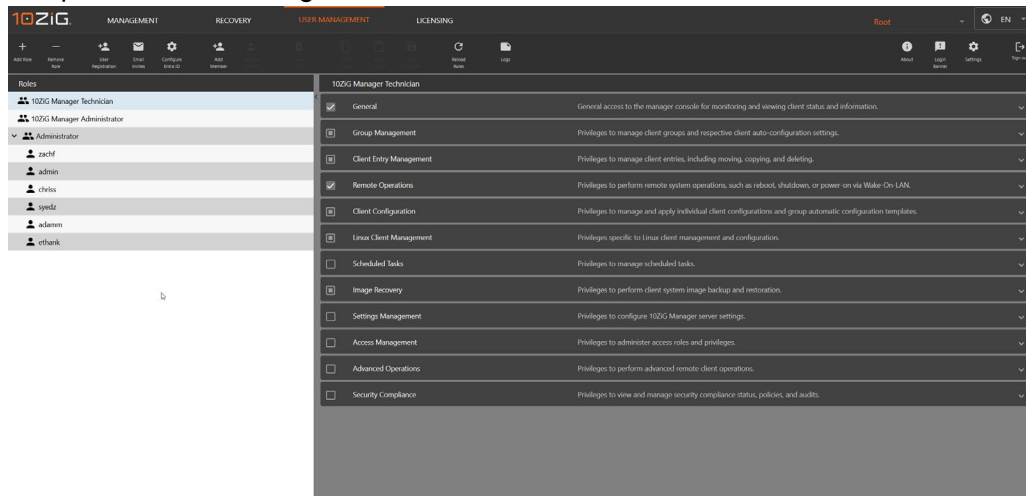 10ZiG.
MANAGEMENT
RECOVERY
USER MANAGEMENT
LICENSING
Root
EN
Add Role
Remove Role
User Registration
Email Invites
Configure Entra ID
Add Member
Reload Rules
Logs
About
Login Banner
Settings
Sign out
Roles
10ZiG Manager Technician
10ZiG Manager Technician
10ZiG Manager Administrator
Administrator
zachf
admin
chriss
syedz
adamm
ethank
General General access to the manager console for monitoring and viewing client status and information.
Group Management Privileges to manage client groups and respective client auto-configuration settings.
Client Entry Management Privileges to manage client entries, including moving, copying, and deleting.
Remote Operations Privileges to perform remote system operations, such as reboot, shutdown, or power-on via Wake-On-LAN.
Client Configuration Privileges to manage and apply individual client configurations and group automatic configuration templates.
Linux Client Management Privileges specific to Linux client management and configuration.
Scheduled Tasks Privileges to manage scheduled tasks.
Image Recovery Privileges to perform client system image backup and restoration.
Settings Management Privileges to configure 10ZiG Manager server settings.
Access Management Privileges to administer access roles and privileges.
Advanced Operations Privileges to perform advanced remote client operations.
Security Compliance Privileges to view and manage security compliance status, policies, and audits.